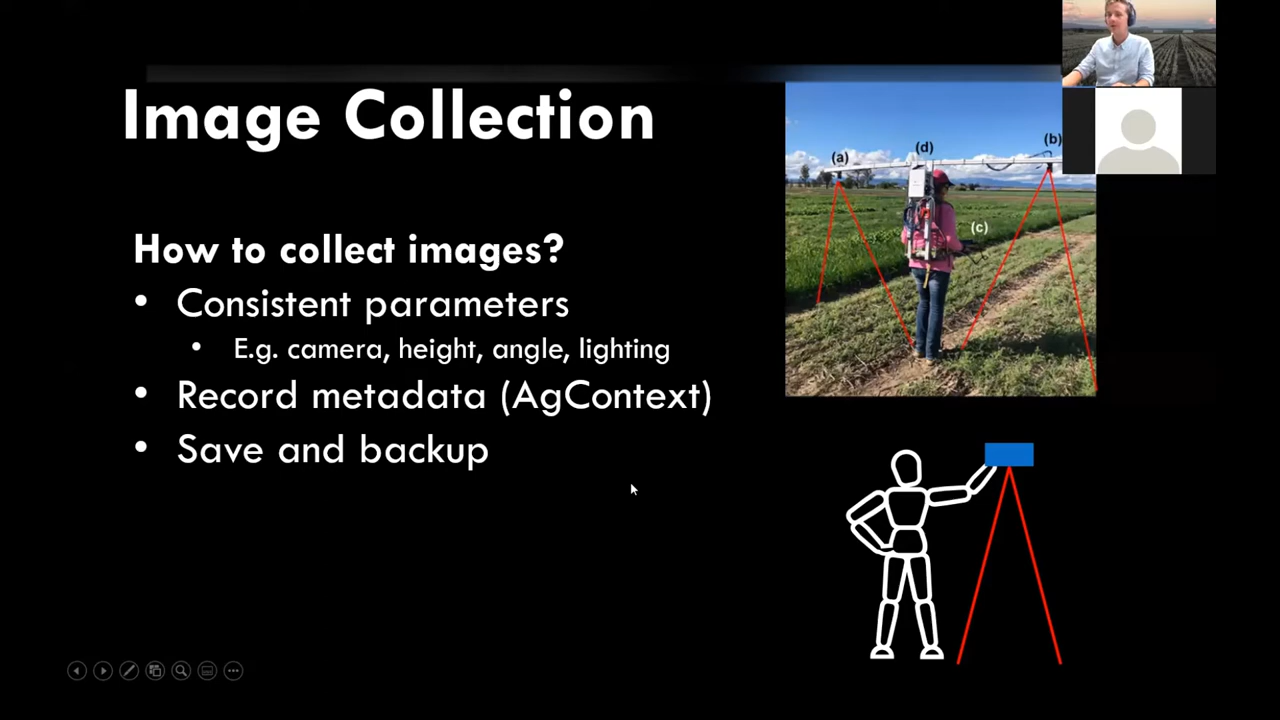 Image Collection
How to collect images?
• Consistent parameters
• E.g. camera, height, angle, lighting
• Record metadata (AgContext)
• Save and backup
(a)
(d)
(b)
(c)